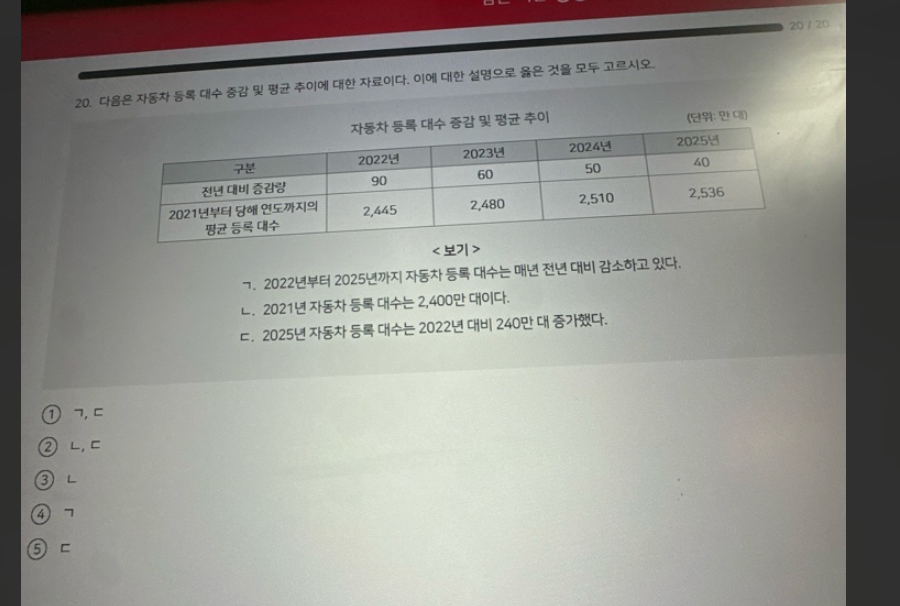 20 / 20
20. 다음은 자동차 등록 대수 증감 및 평균 추이에 대한 자료이다. 이에 대한 설명으로 옳은 것을 모두 고르시오.
자동차 등록 대수 증감 및 평균 추이
(단위: 만 대)
구분 2022년 2023년 2024년 2025년
전년 대비 증감량 90 60 50 40
2021년부터 당해 연도까지의
평균 등록 대수 2,445 2,480 2,510 2,536
< 보기 >
ㄱ. 2022년부터 2025년까지 자동차 등록 대수는 매년 전년 대비 감소하고 있다.
ㄴ. 2021년 자동차 등록 대수는 2,400만 대이다.
ㄷ. 2025년 자동차 등록 대수는 2022년 대비 240만 대 증가했다.
① ㄱ, ㄷ
② ㄴ, ㄷ
③ ㄴ
④ ㄱ
⑤ ㄷ